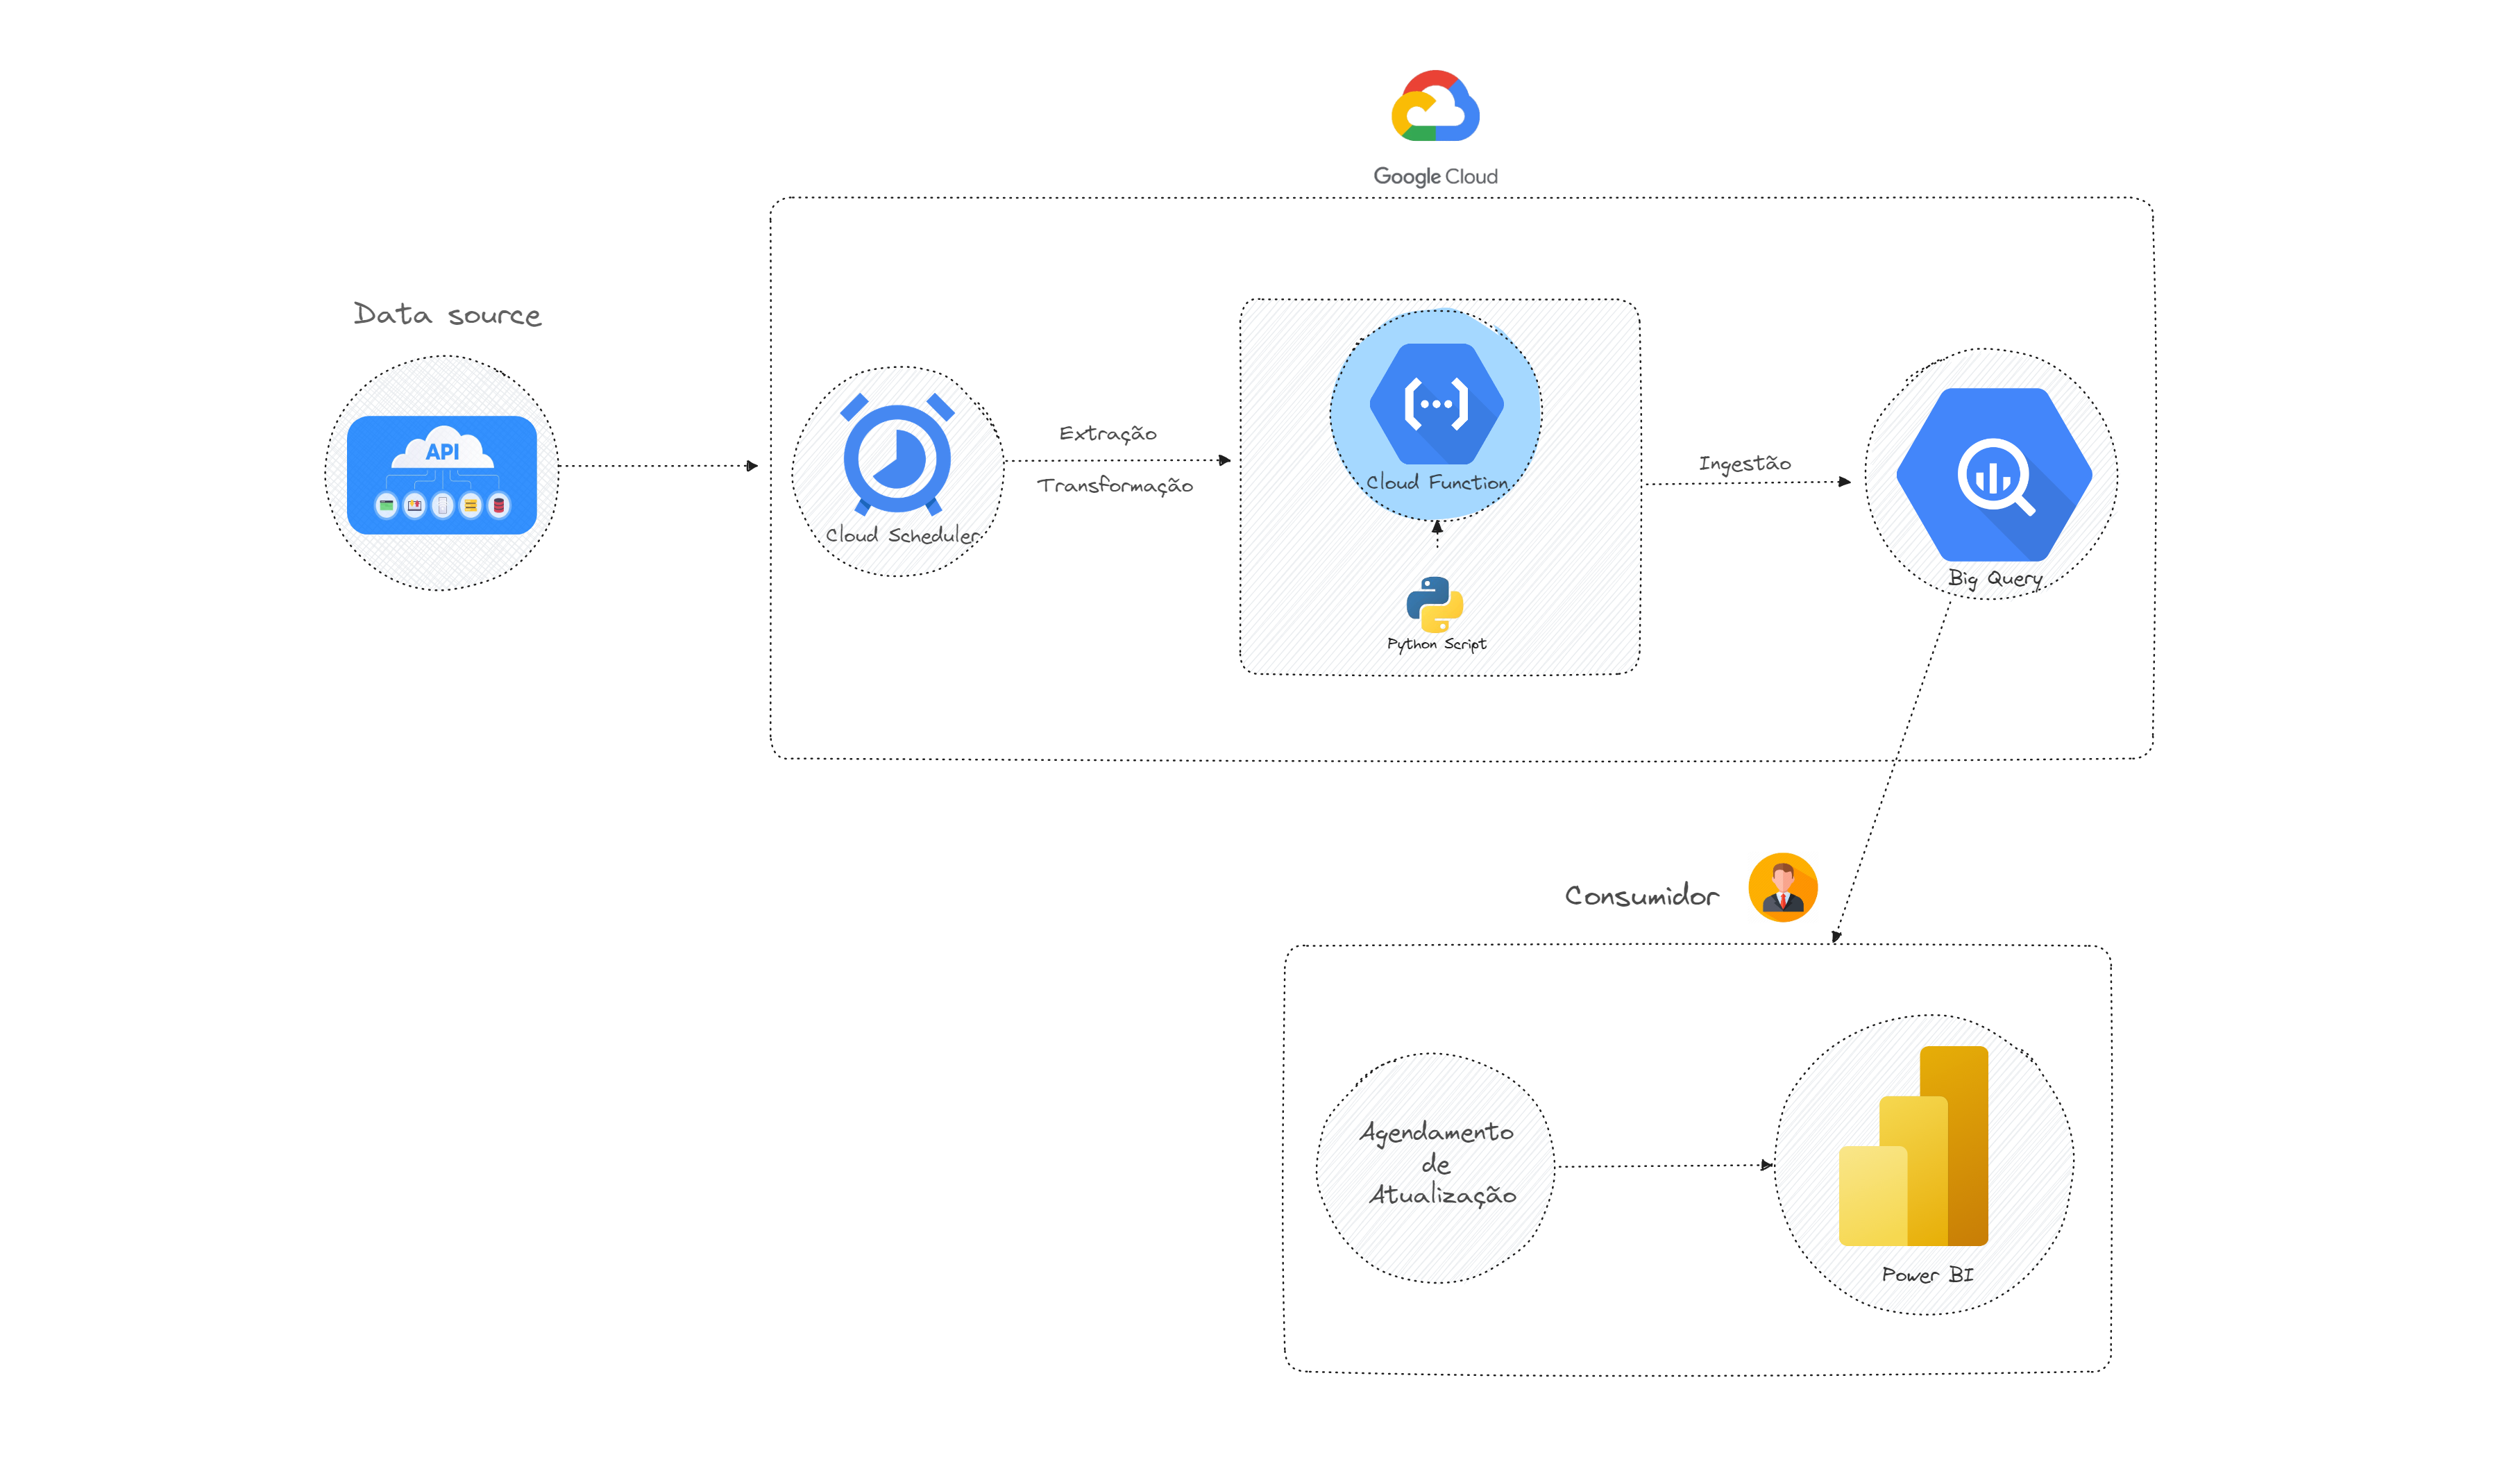 Google Cloud
Data source
API
Cloud Scheduler
Extração
Transformação
Cloud Function
Python Script
Ingestão
Big Query
Consumidor
Agendamento
de
Atualização
Power BI